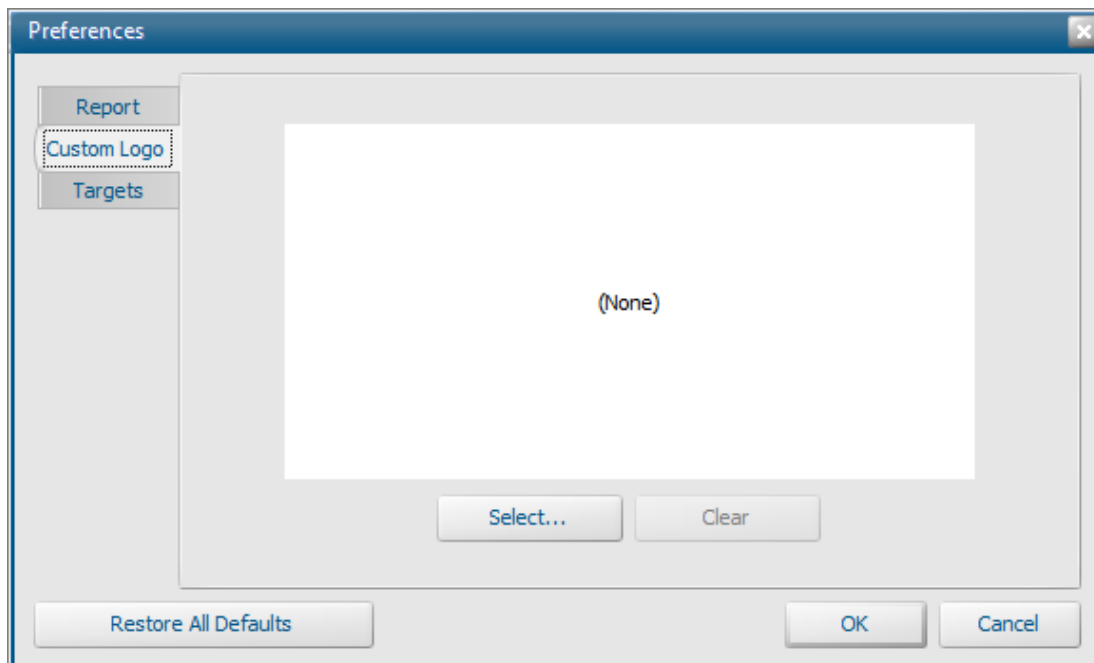 Preferences
Report
Custom Logo
Targets
(None)
Select...
Clear
Restore All Defaults
OK
Cancel